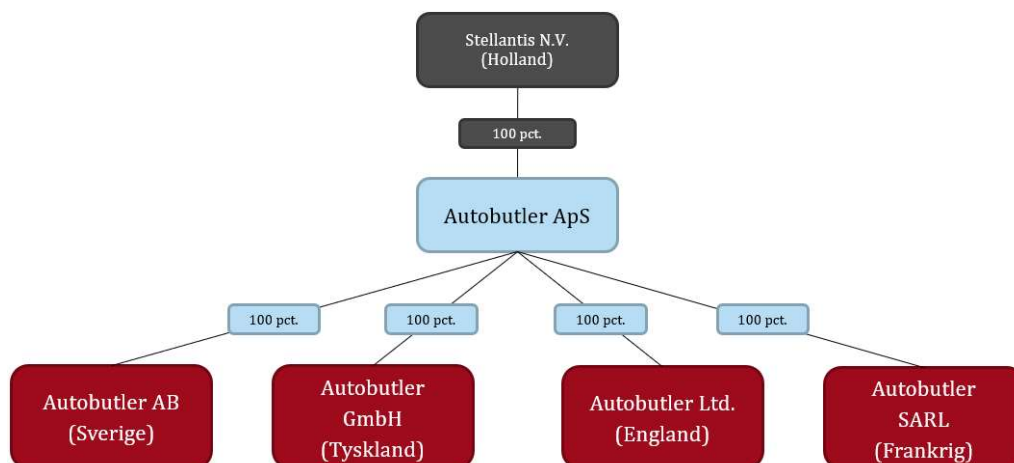 Stellantis N.V.
(Holland)
100 pct.
Autobutler ApS
100 pct.
100 pct.
100 pct.
100 pct.
Autobutler AB
(Sverige)
Autobutler
GmbH
(Tyskland)
Autobutler Ltd.
(England)
Autobutler
SARL
(Frankrig)